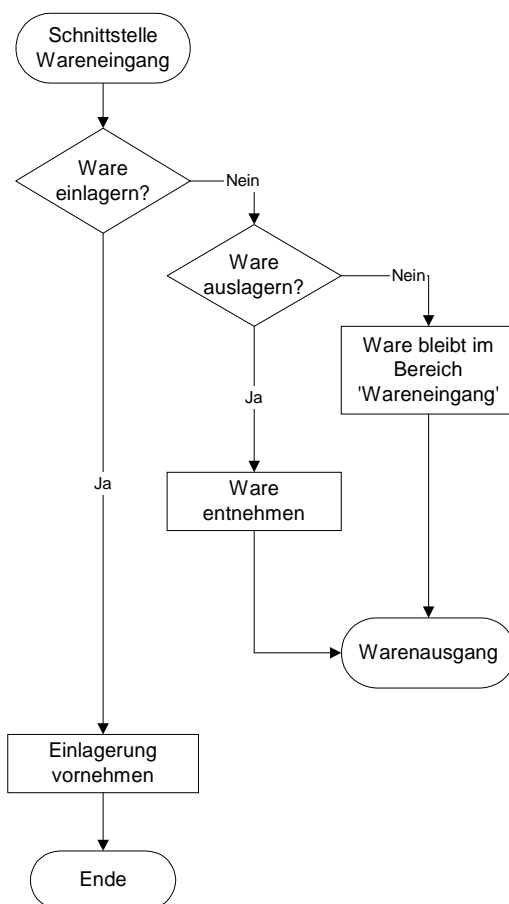 Schnittstelle
Wareneingang
Ware
einlagern?
Nein
Ware
auslagern?
Nein
Ware bleibt im
Bereich
'Wareneingang'
Ja
Ja
Ware
entnehmen
Warenausgang
Einlagerung
vornehmen
Ende